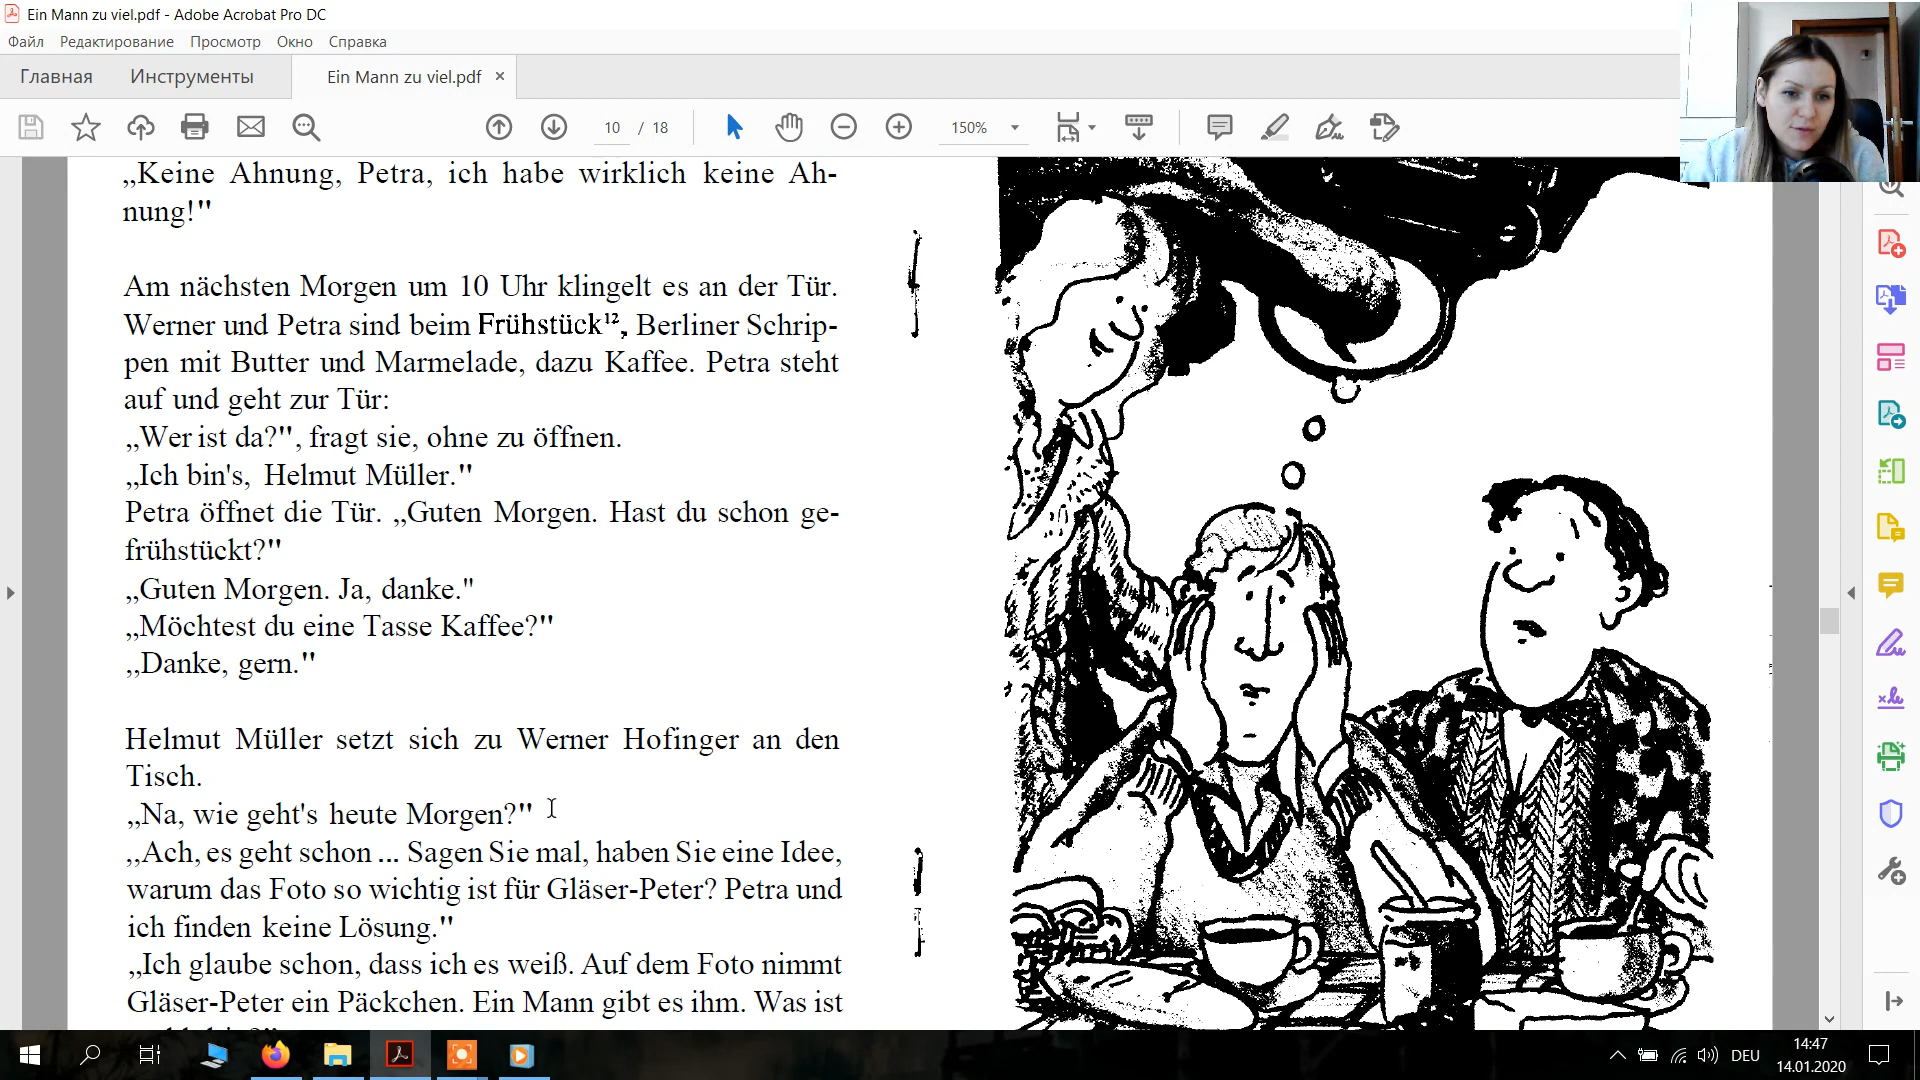 Ein Mann zu viel.pdf - Adobe Acrobat Pro DC
Файл Редактирование Просмотр Окно Справка
Главная Инструменты Ein Mann zu viel.pdf ×
10 / 18 150%
„Keine Ahnung, Petra, ich habe wirklich keine Ah-
nung!"
Am nächsten Morgen um 10 Uhr klingelt es an der Tür.
Werner und Petra sind beim Frühstück¹², Berliner Schrip-
pen mit Butter und Marmelade, dazu Kaffee. Petra steht
auf und geht zur Tür:
„Wer ist da?", fragt sie, ohne zu öffnen.
„Ich bin's, Helmut Müller."
Petra öffnet die Tür. „Guten Morgen. Hast du schon ge-
frühstückt?"
„Guten Morgen. Ja, danke."
„Möchtest du eine Tasse Kaffee?"
„Danke, gern."
Helmut Müller setzt sich zu Werner Hofinger an den
Tisch.
„Na, wie geht's heute Morgen?"
„Ach, es geht schon ... Sagen Sie mal, haben Sie eine Idee,
warum das Foto so wichtig ist für Gläser-Peter? Petra und
ich finden keine Lösung."
„Ich glaube schon, dass ich es weiß. Auf dem Foto nimmt
Gläser-Peter ein Päckchen. Ein Mann gibt es ihm. Was ist
DEU
14:47
14.01.2020